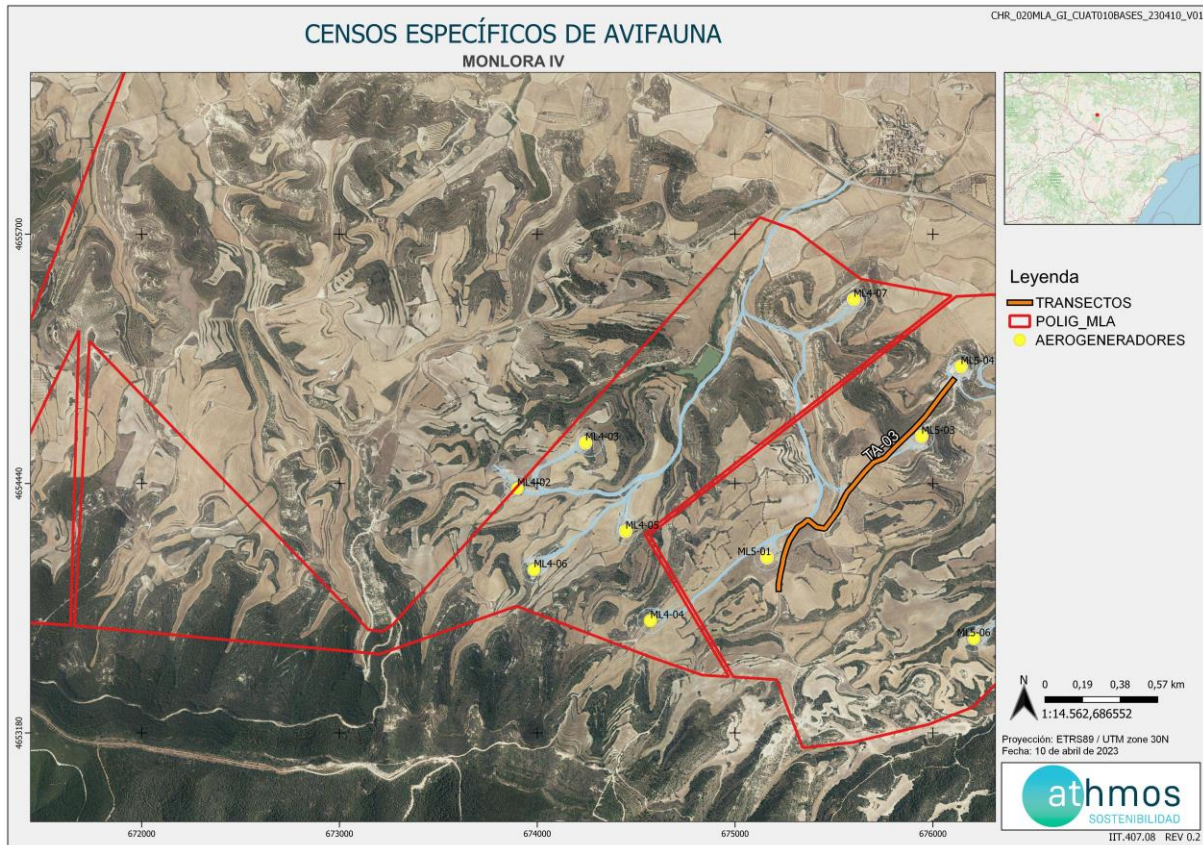 CHR_020MLA_GI_CUAT010BASES_230410_V01
CENSOS ESPECÍFICOS DE AVIFAUNA
MONLORA IV
4655700
4654440
4653180
ML4-07
ML5-04
TA-03
ML5-03
ML4-03
ML4-02
ML4-05
ML5-01
ML4-06
ML4-04
ML5-06
672000
673000
674000
675000
676000
Leyenda
TRANSECTOS
POLIG_MLA
AEROGENERADORES
N
0 0,19 0,38 0,57 km
1:14.562,686552
Proyección: ETRS89 / UTM zone 30N
Fecha: 10 de abril de 2023
athmos
SOSTENIBILIDAD
IIT.407.08 REV 0.2